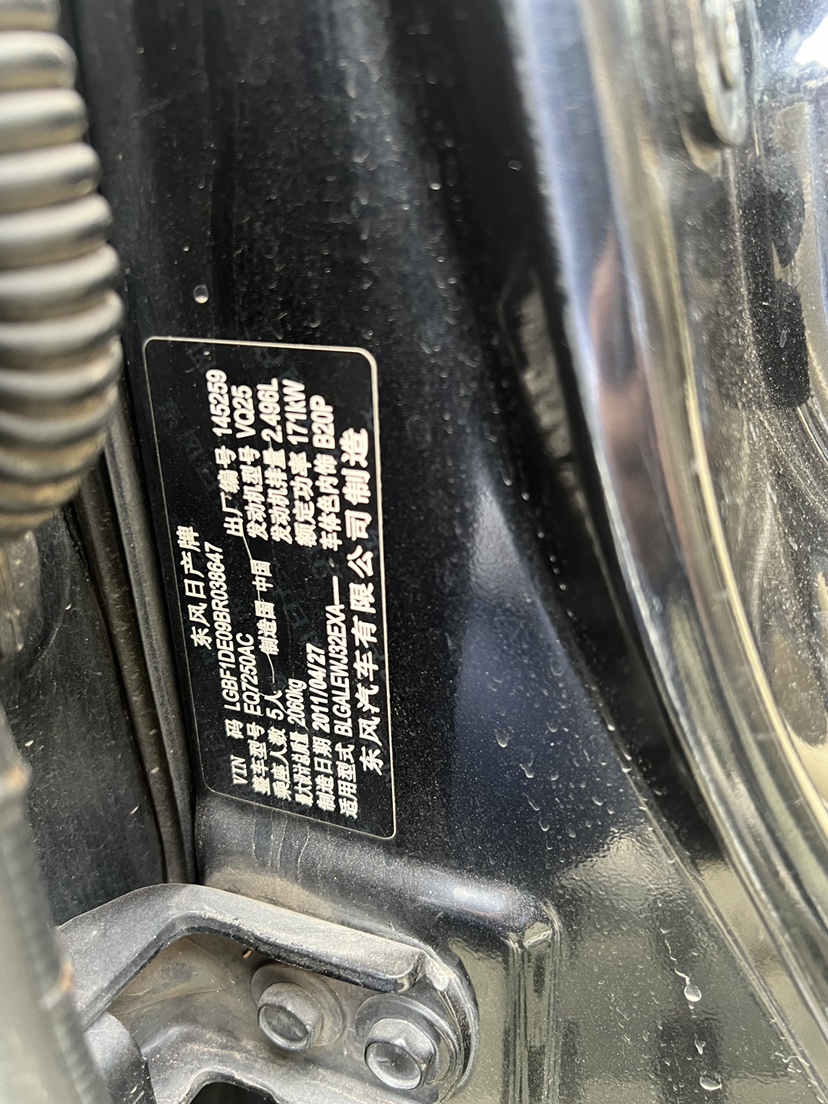 东风日产牌
VIN 码 LGBF1DE09BR038647 出厂编号 145259
整车型号 EQ7250AC 发动机型号 VQ25
乘座人数 5人 制造国 中国 发动机排量 2.496L
最大设计总质量 2060kg 额定功率 171kW
制造日期 2011/04/27 车体色内饰 B20P
适用型式 BLGALEWJ32EXA——
东风汽车有限公司制造